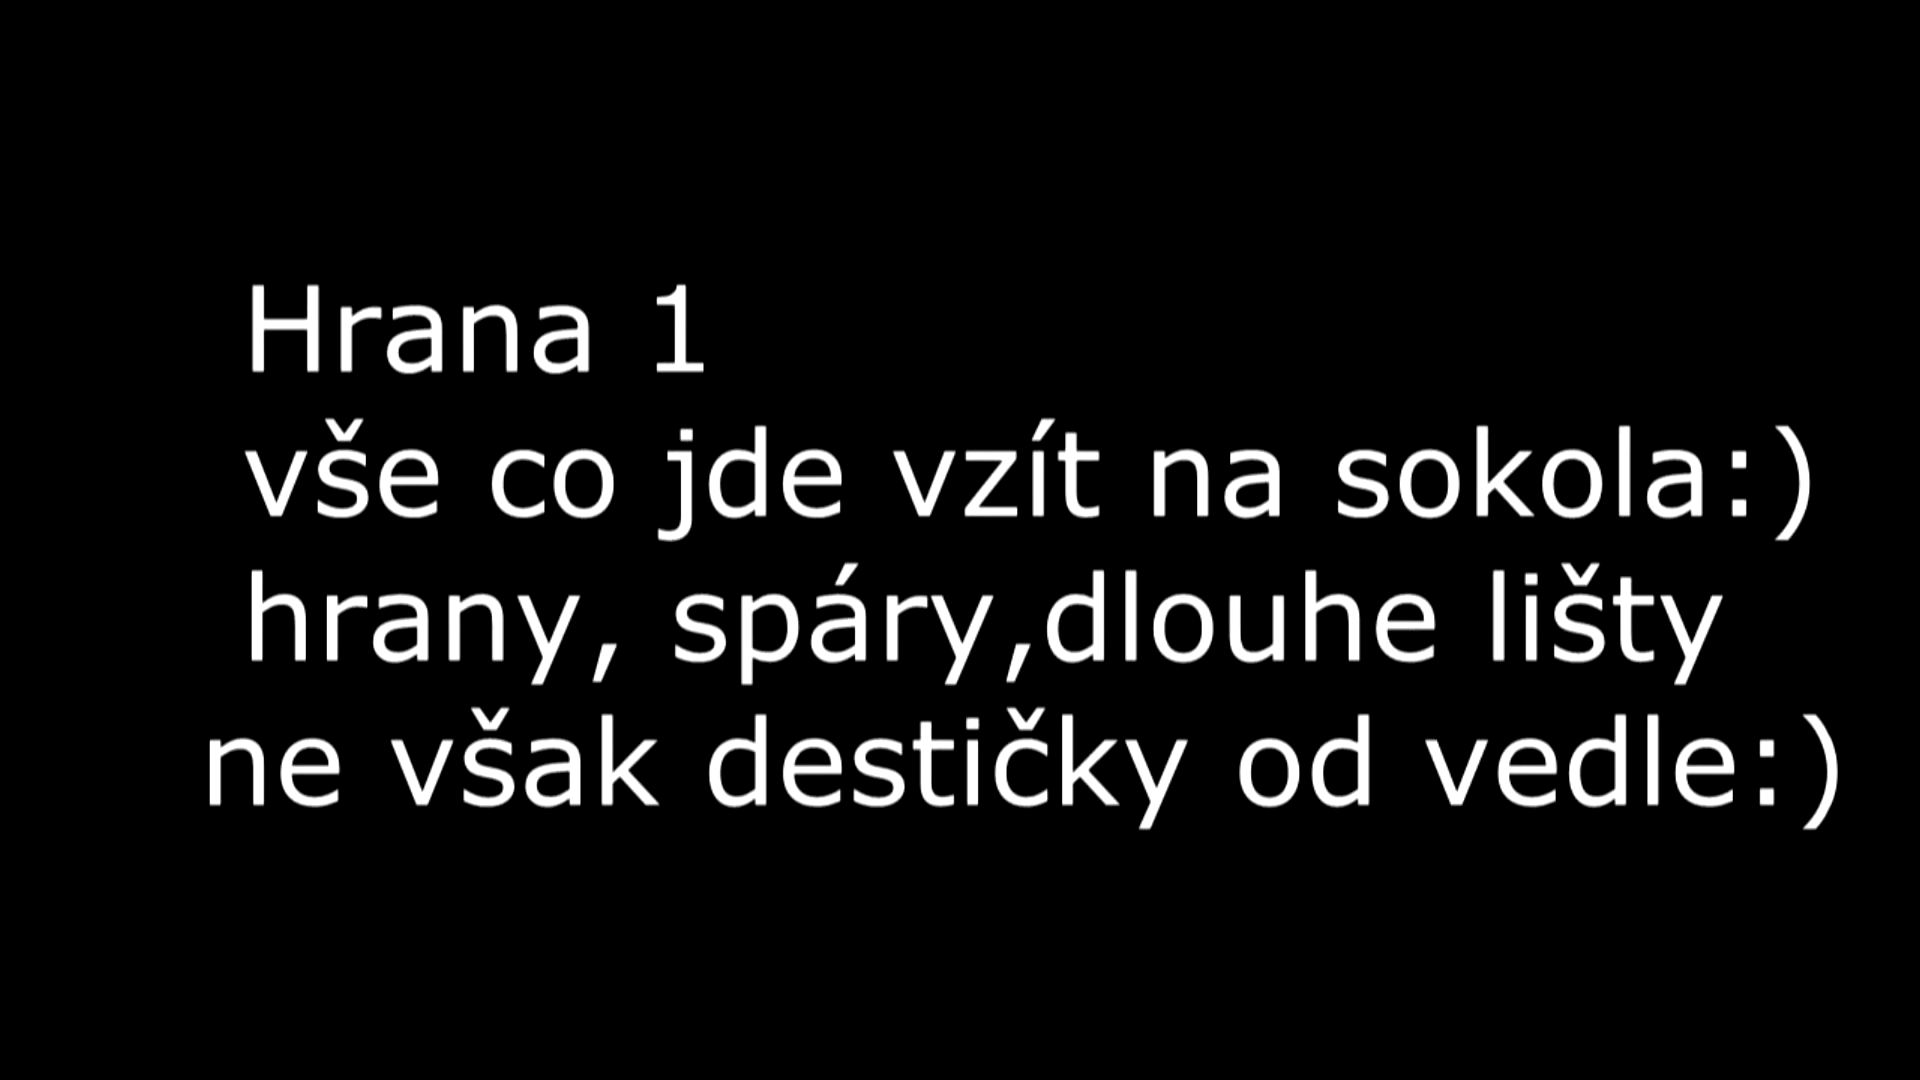 Hrana 1
vše co jde vzít na sokola:)
hrany, spáry,dlouhe lišty
ne však destičky od vedle:)